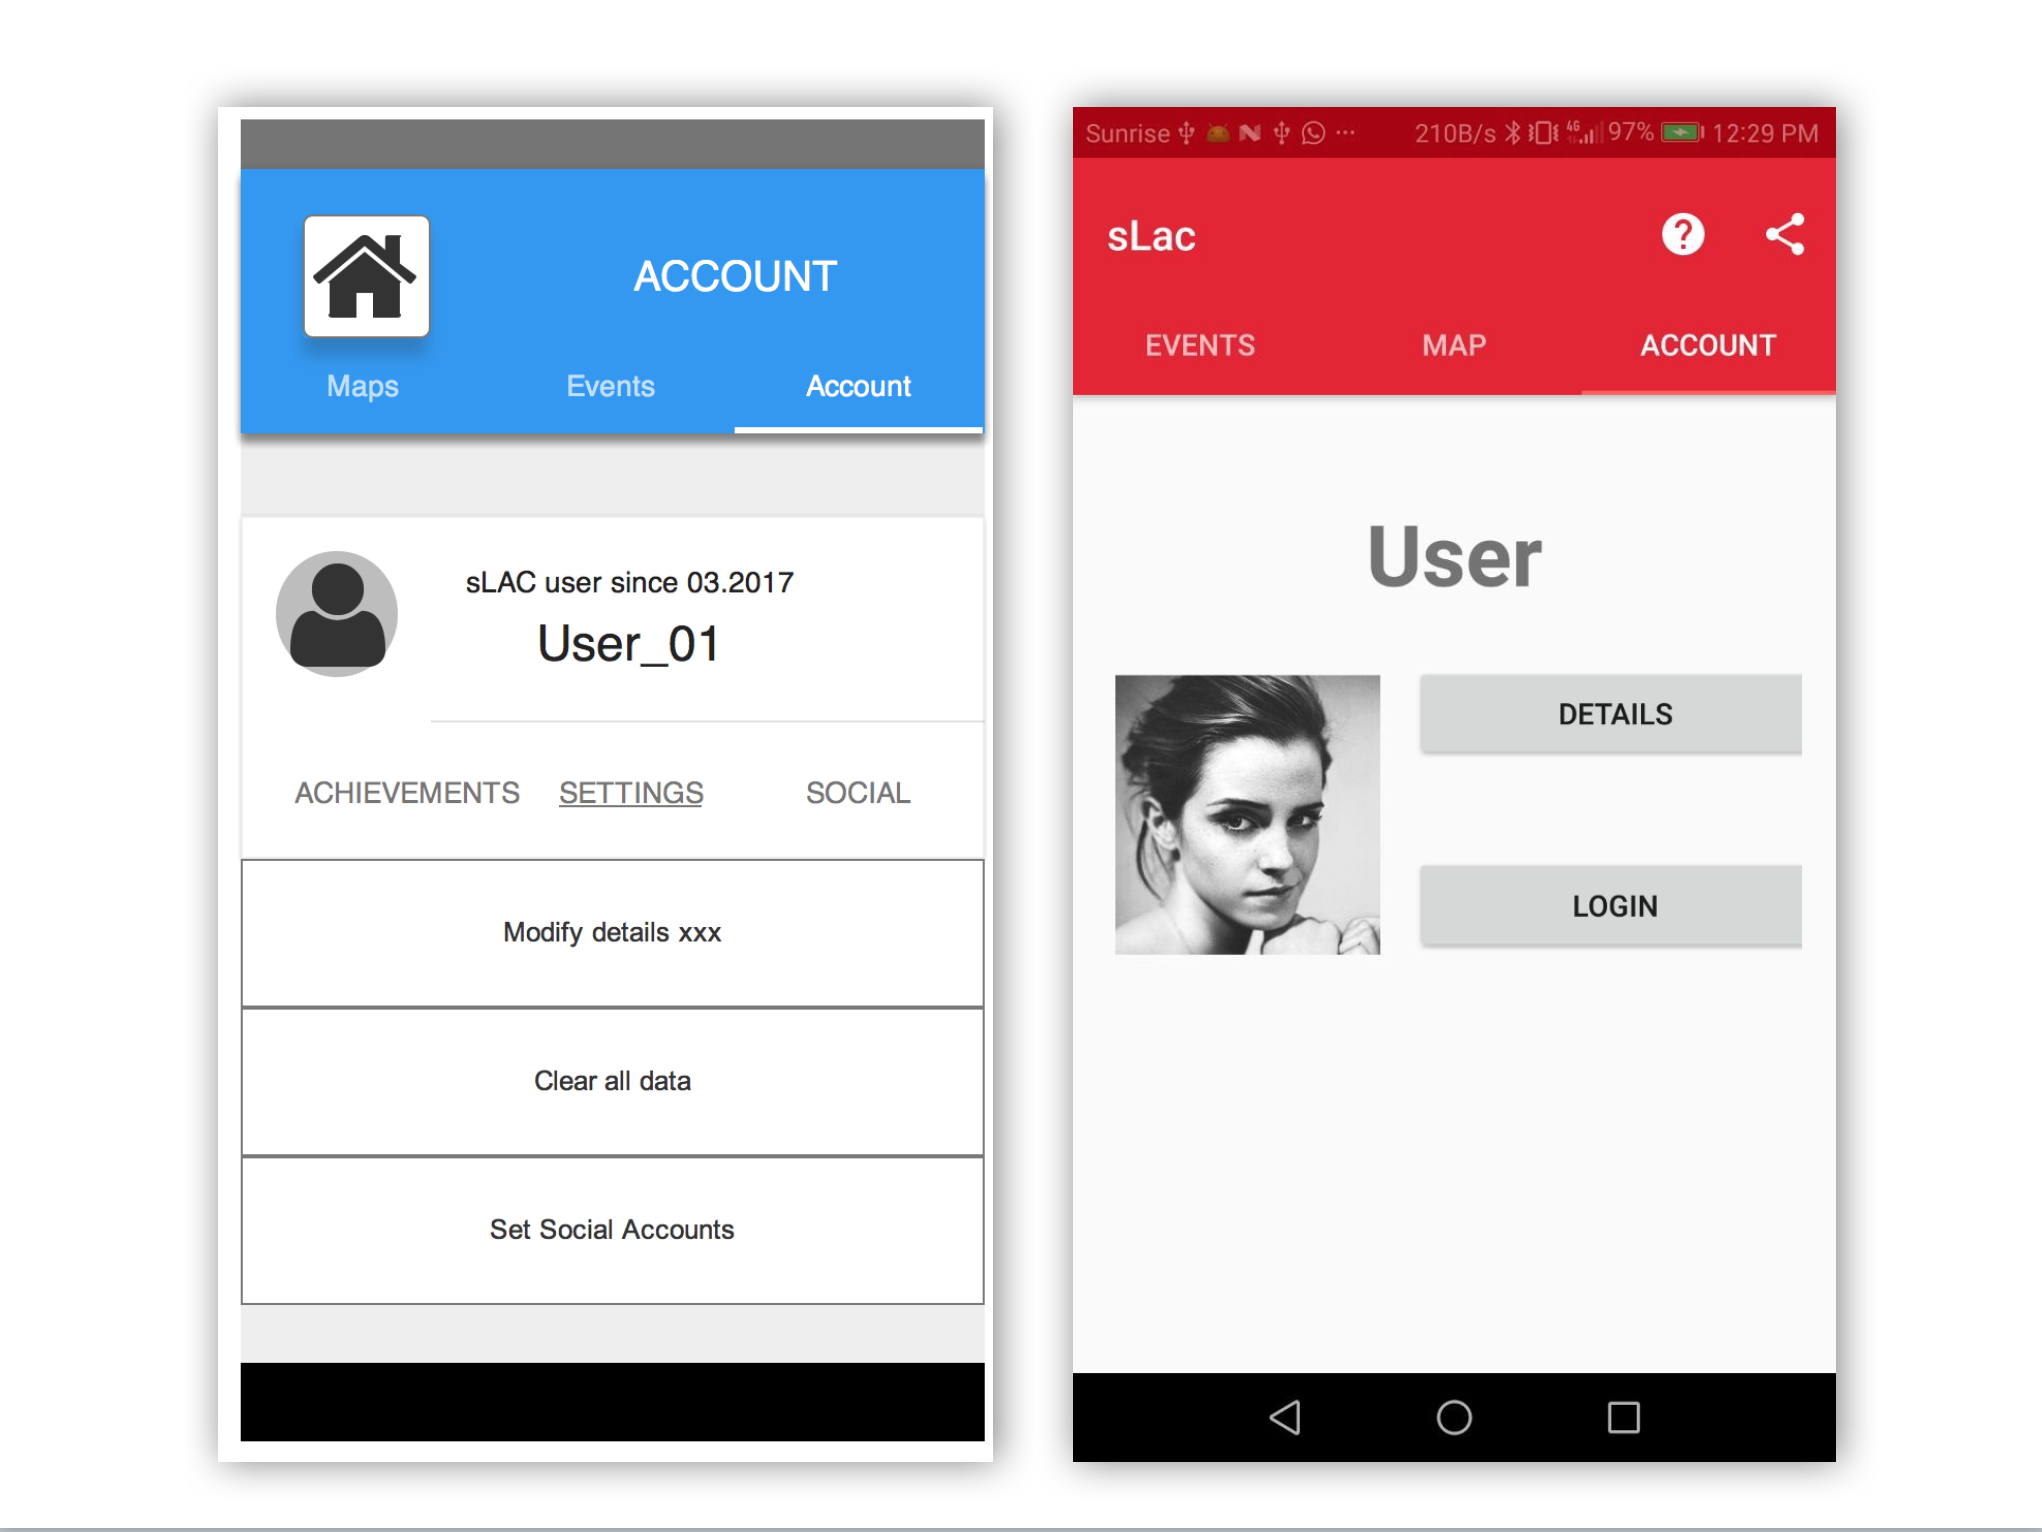 ACCOUNT
Maps Events Account
sLAC user since 03.2017
User_01
ACHIEVEMENTS SETTINGS SOCIAL
Modify details xxx
Clear all data
Set Social Accounts
Sunrise 210B/s 4G 97% 12:29 PM
sLac
EVENTS MAP ACCOUNT
User
DETAILS
LOGIN